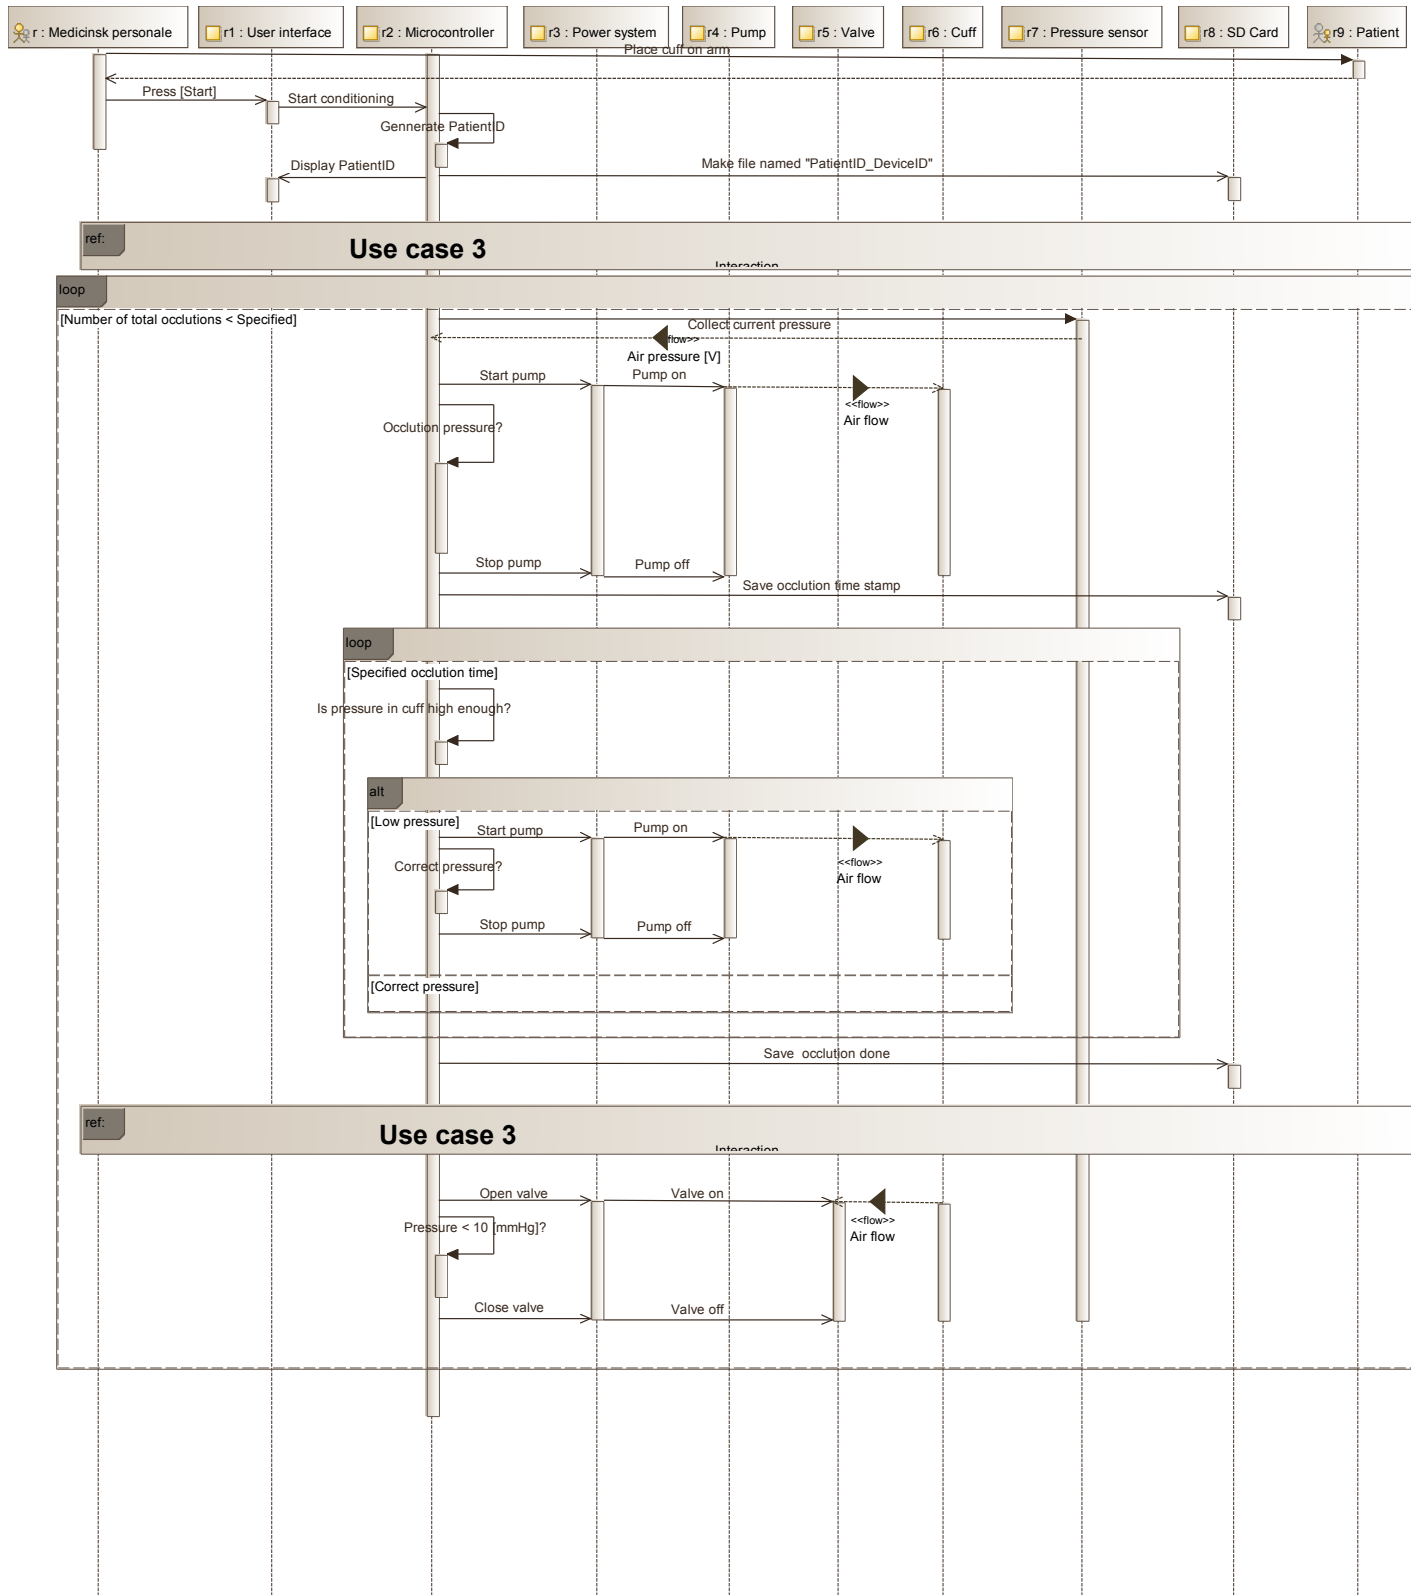 r : Medicinsk personale
r1 : User interface
r2 : Microcontroller
r3 : Power system
r4 : Pump
r5 : Valve
r6 : Cuff
r7 : Pressure sensor
r8 : SD Card
r9 : Patient
Place cuff on arm
Press [Start]
Start conditioning
Gennerate PatientID
Display PatientID
Make file named "PatientID_DeviceID"
ref:
Use case 3
Interaction
loop
[Number of total occlutions < Specified]
Collect current pressure
flow>>
Air pressure [V]
Start pump
Pump on
<<flow>>
Air flow
Occlution pressure?
Stop pump
Pump off
Save occlution time stamp
loop
[Specified occlution time]
Is pressure in cuff high enough?
alt
[Low pressure]
Start pump
Pump on
<<flow>>
Air flow
Correct pressure?
Stop pump
Pump off
[Correct pressure]
Save occlution done
ref:
Use case 3
Interaction
Open valve
Valve on
<<flow>>
Air flow
Pressure < 10 [mmHg]?
Close valve
Valve off